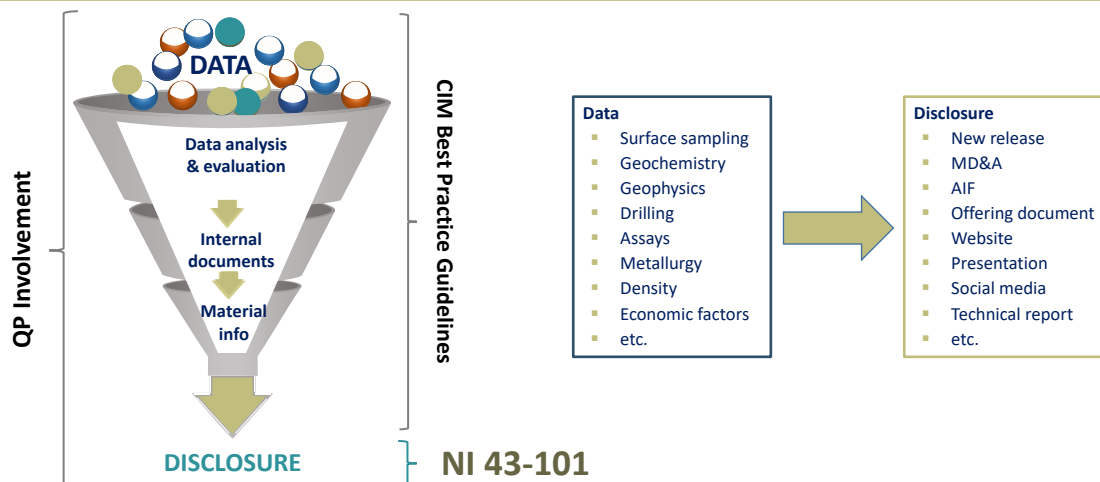 DATA
Data analysis
& evaluation
Internal
documents
Material
info
DISCLOSURE
QP Involvement
CIM Best Practice Guidelines
NI 43-101
Data
▪ Surface sampling
▪ Geochemistry
▪ Geophysics
▪ Drilling
▪ Assays
▪ Metallurgy
▪ Density
▪ Economic factors
▪ etc.
Disclosure
▪ New release
▪ MD&A
▪ AIF
▪ Offering document
▪ Website
▪ Presentation
▪ Social media
▪ Technical report
▪ etc.